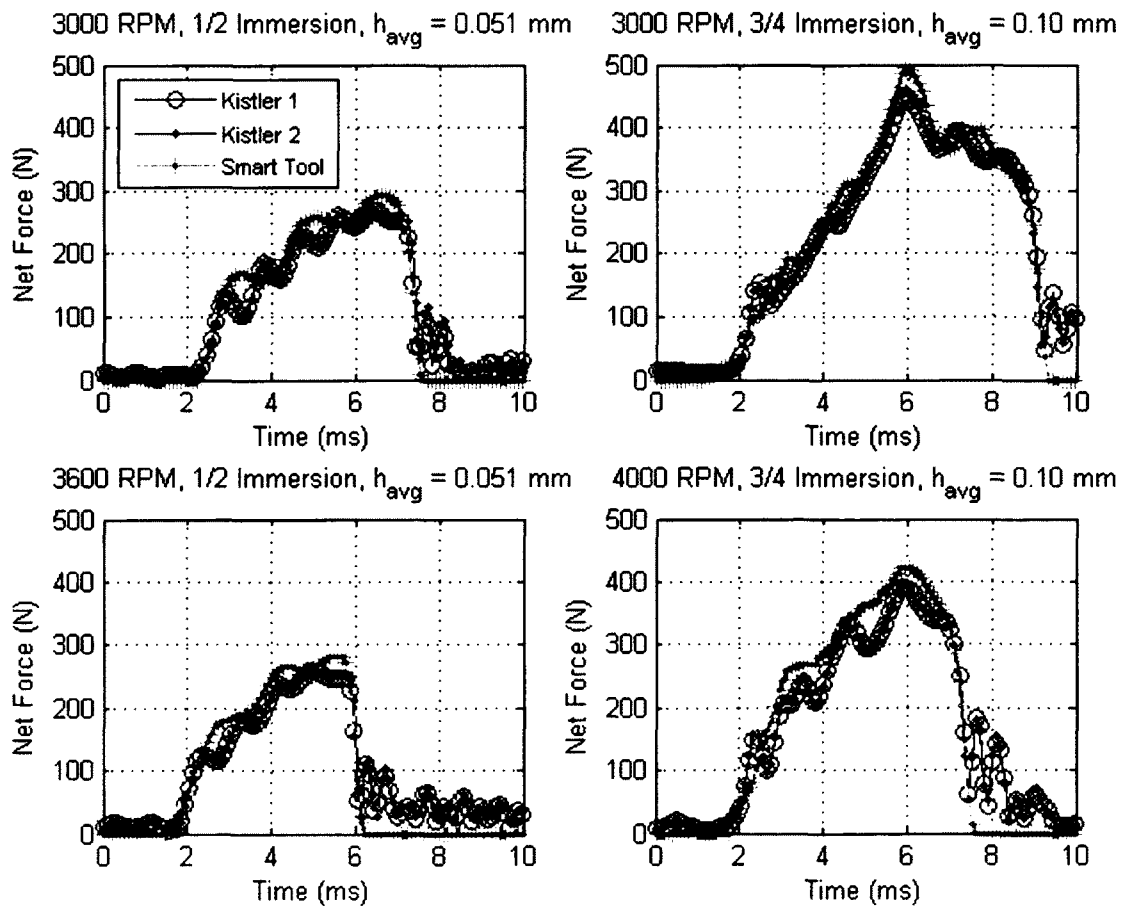 3000 RPM, 1/2 Immersion, havg = 0.051 mm
500
400
300
200
100
0
Net Force (N)
Kistler 1
Kistler 2
Smart Tool
0 2 4 6 8 10
Time (ms)
3000 RPM, 3/4 Immersion, havg = 0.10 mm
500
400
300
200
100
0
Net Force (N)
0 2 4 6 8 10
Time (ms)
3600 RPM, 1/2 Immersion, havg = 0.051 mm
500
400
300
200
100
0
Net Force (N)
0 2 4 6 8 10
Time (ms)
4000 RPM, 3/4 Immersion, havg = 0.10 mm
500
400
300
200
100
0
Net Force (N)
0 2 4 6 8 10
Time (ms)